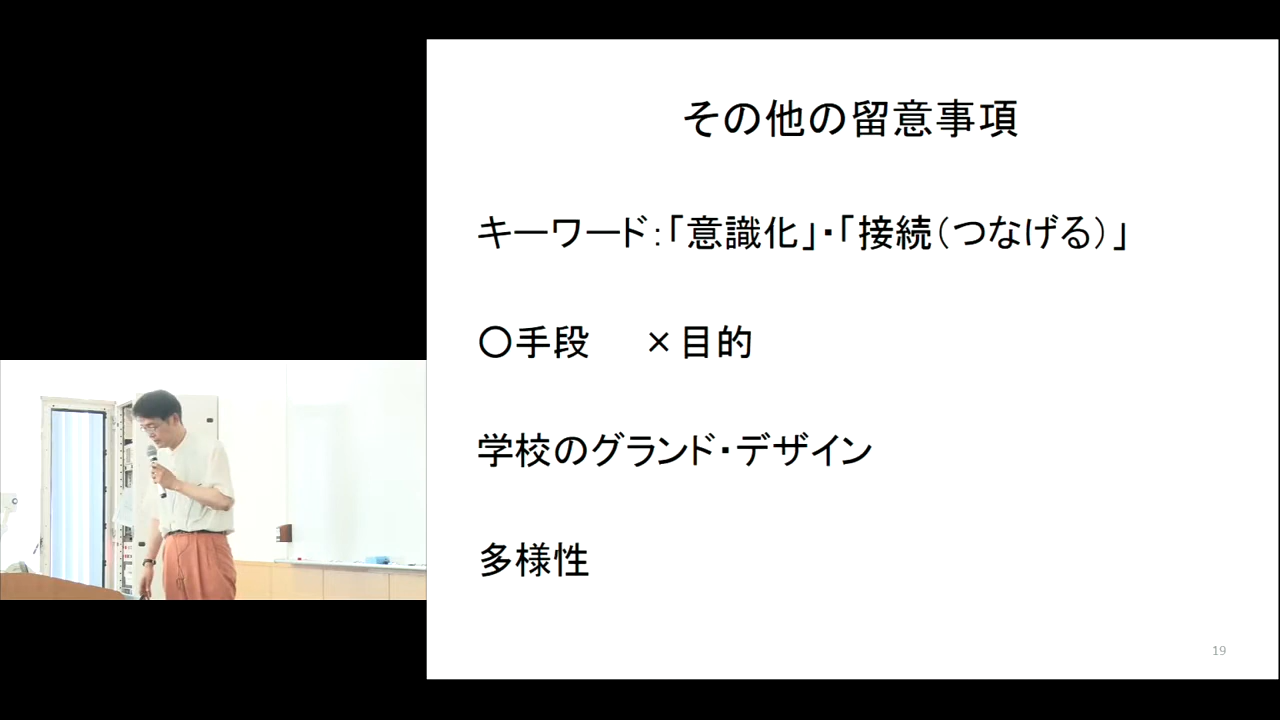 その他の留意事項
キーワード:「意識化」・「接続(つなげる)」
〇手段 ×目的
学校のグランド・デザイン
多様性
19